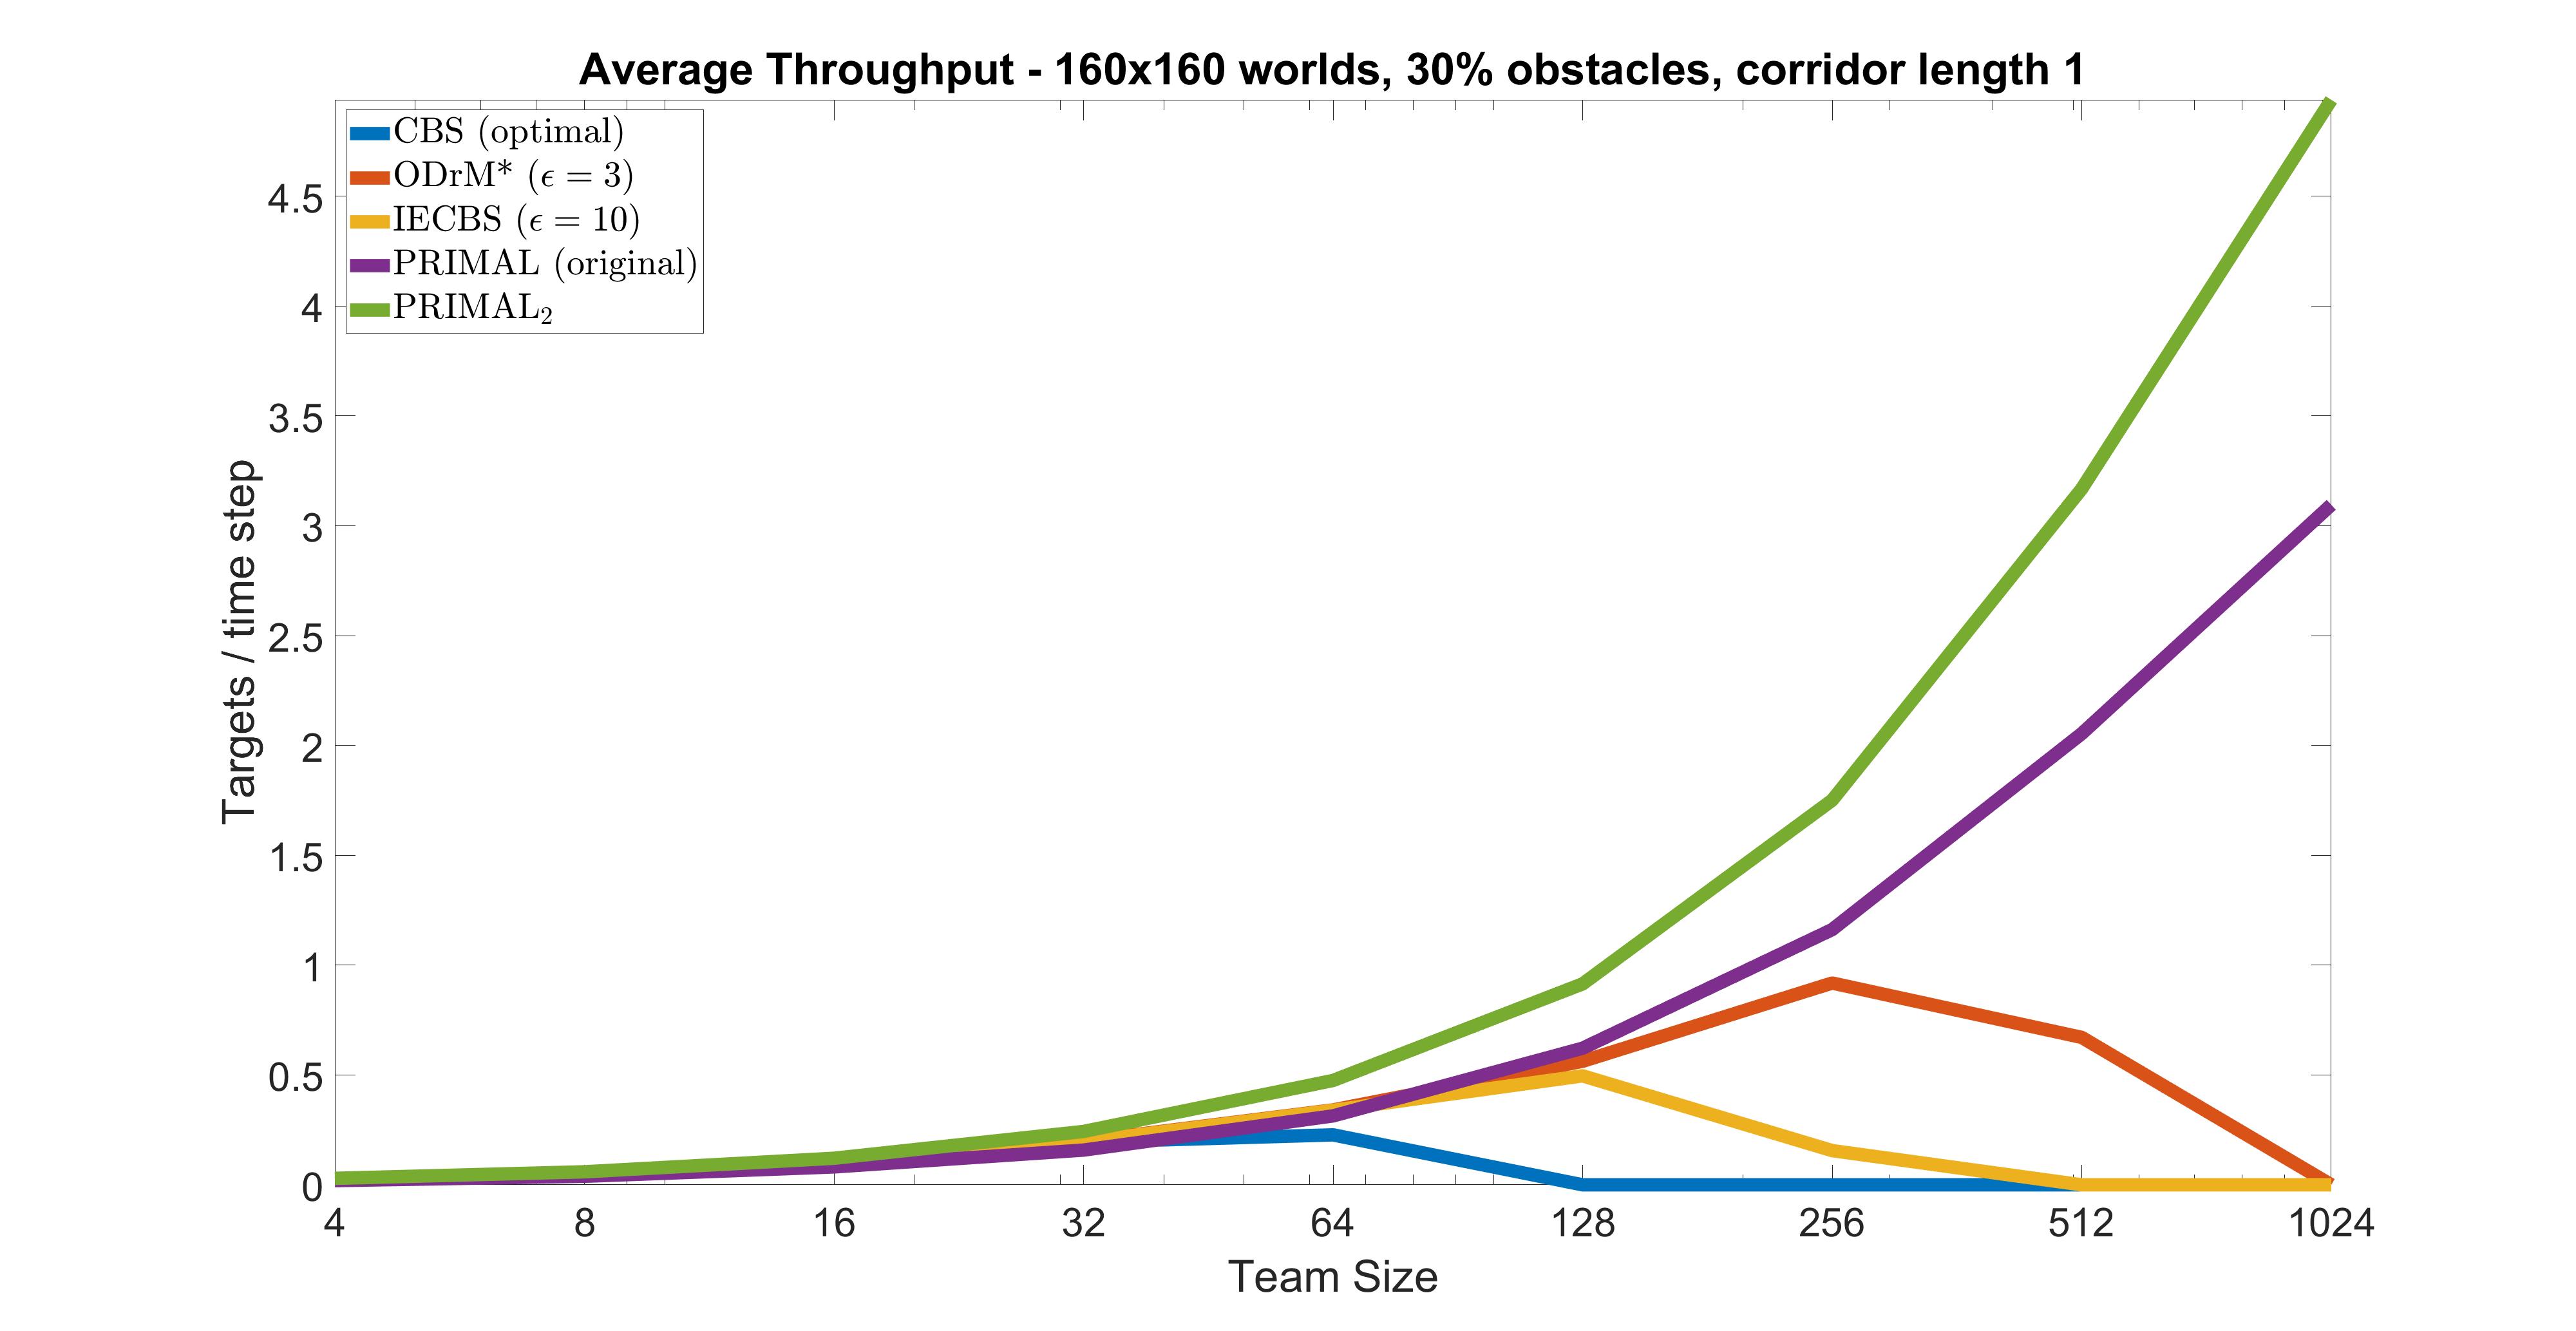 Average Throughput - 160x160 worlds, 30% obstacles, corridor length 1
CBS (optimal)
ODrM* (ϵ = 3)
IECBS (ϵ = 10)
PRIMAL (original)
PRIMAL₂
4.5
4
3.5
3
2.5
2
1.5
1
0.5
0
Targets / time step
4 8 16 32 64 128 256 512 1024
Team Size